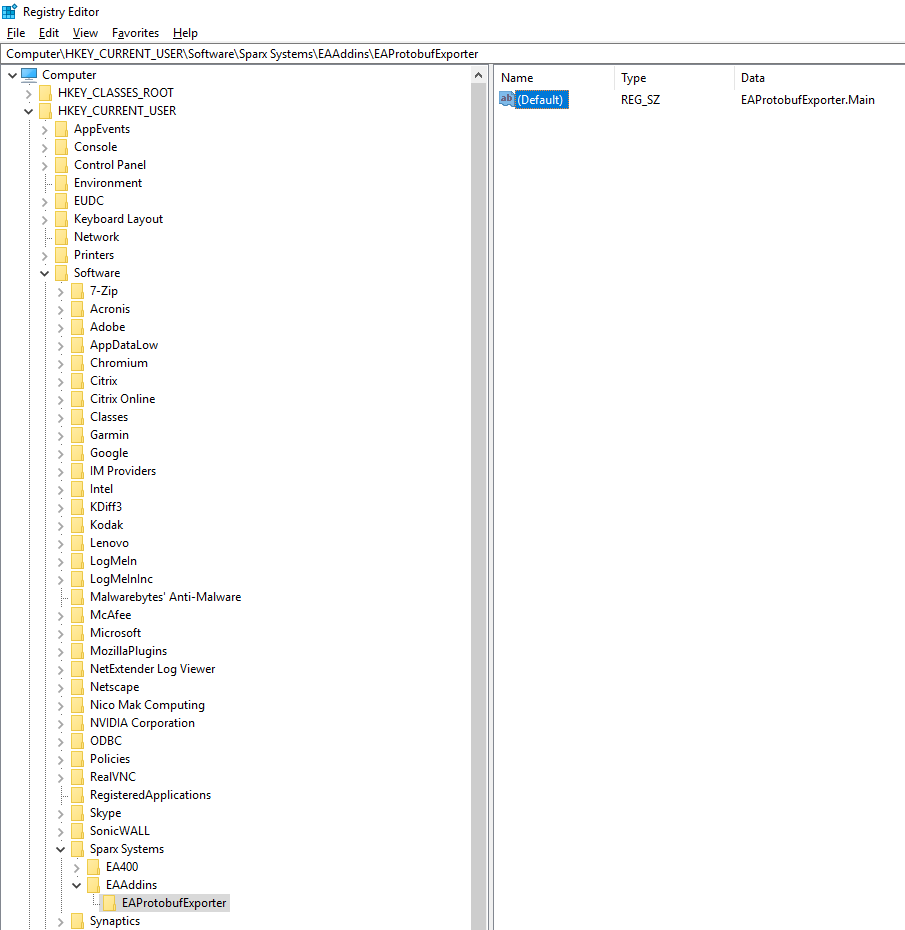 Registry Editor
File Edit View Favorites Help
Computer\HKEY_CURRENT_USER\Software\Sparx Systems\EAAddins\EAProtobufExporter
Computer
HKEY_CLASSES_ROOT
HKEY_CURRENT_USER
AppEvents
Console
Control Panel
Environment
EUDC
Keyboard Layout
Network
Printers
Software
7-Zip
Acronis
Adobe
AppDataLow
Chromium
Citrix
Citrix Online
Classes
Garmin
Google
IM Providers
Intel
KDiff3
Kodak
Lenovo
LogMeIn
LogMeInInc
Malwarebytes' Anti-Malware
McAfee
Microsoft
MozillaPlugins
NetExtender Log Viewer
Netscape
Nico Mak Computing
NVIDIA Corporation
ODBC
Policies
RealVNC
RegisteredApplications
Skype
SonicWALL
Sparx Systems
EA400
EAAddins
EAProtobufExporter
Synaptics
Name Type Data
ab (Default) REG_SZ EAProtobufExporter.Main